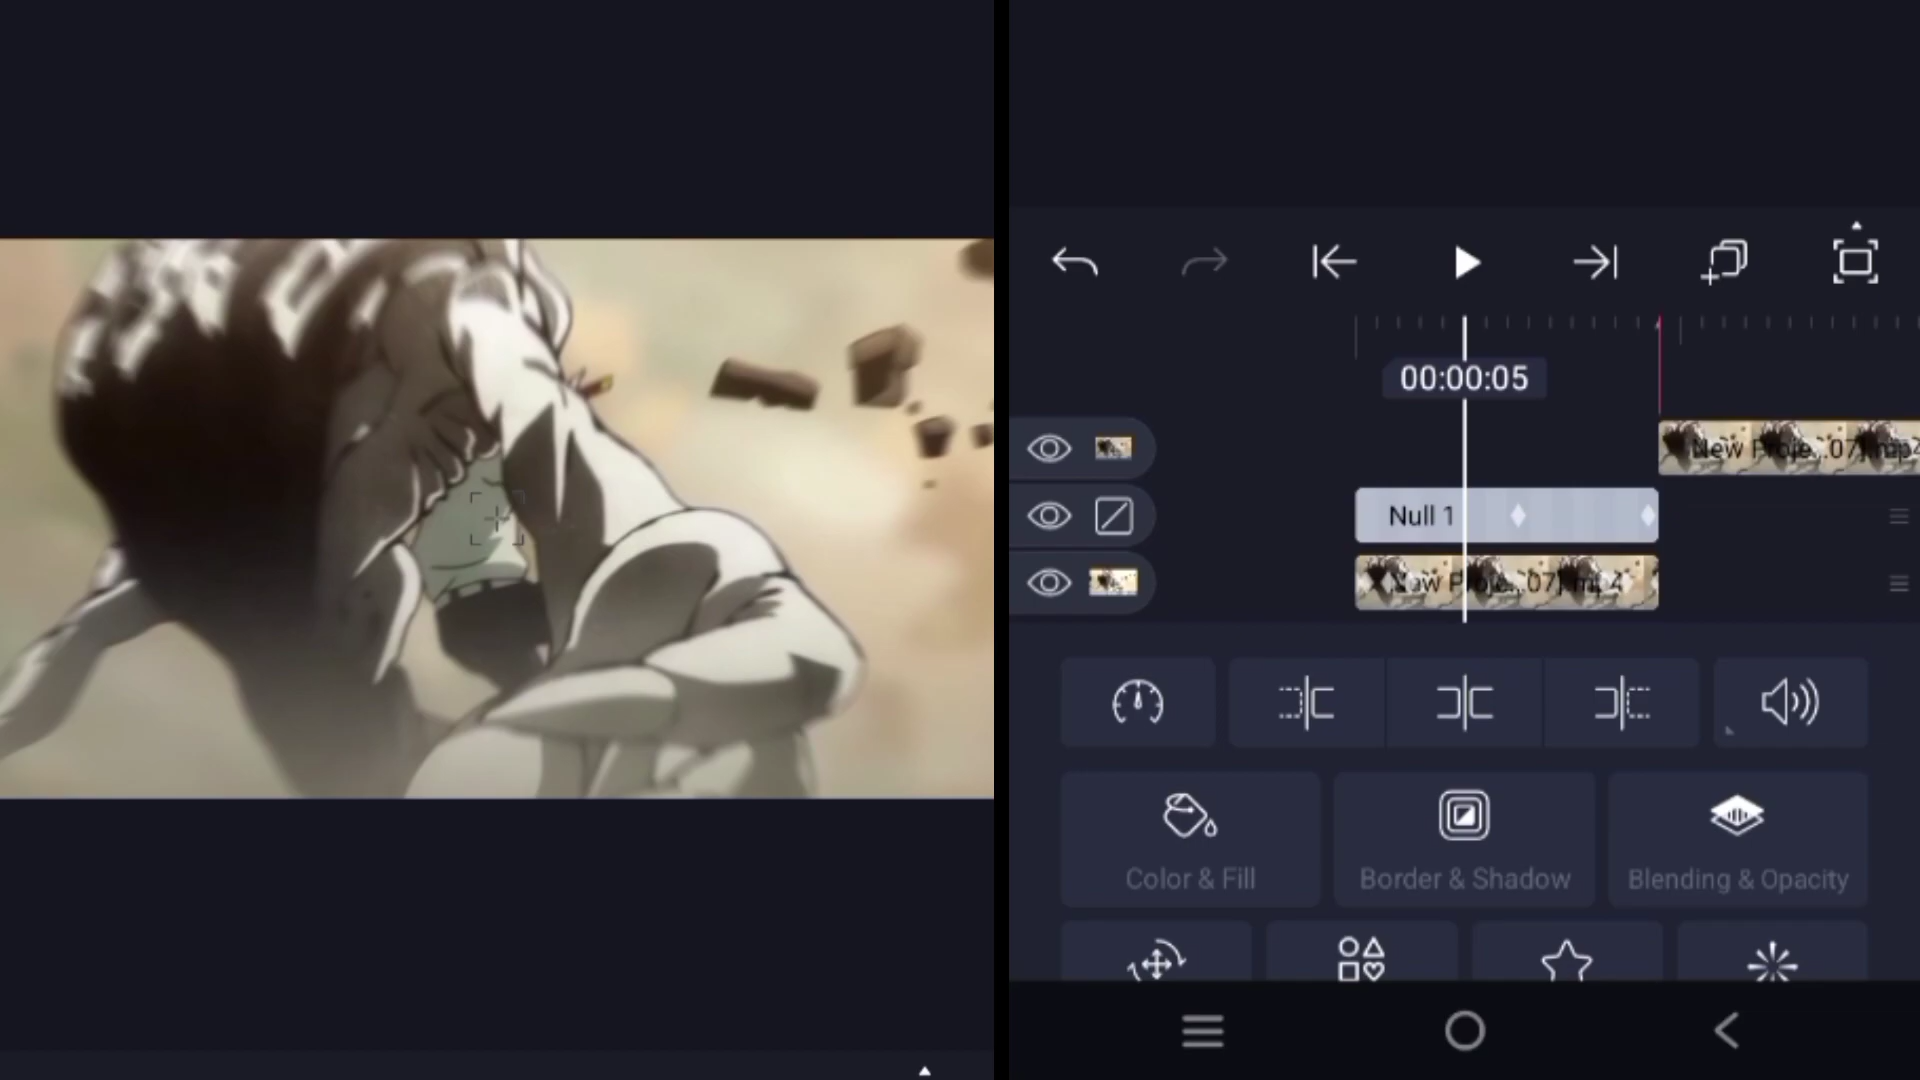 00:00:05
New Proje...07].mp4
Null 1
New Proje...07].mp4
Color & Fill
Border & Shadow
Blending & Opacity